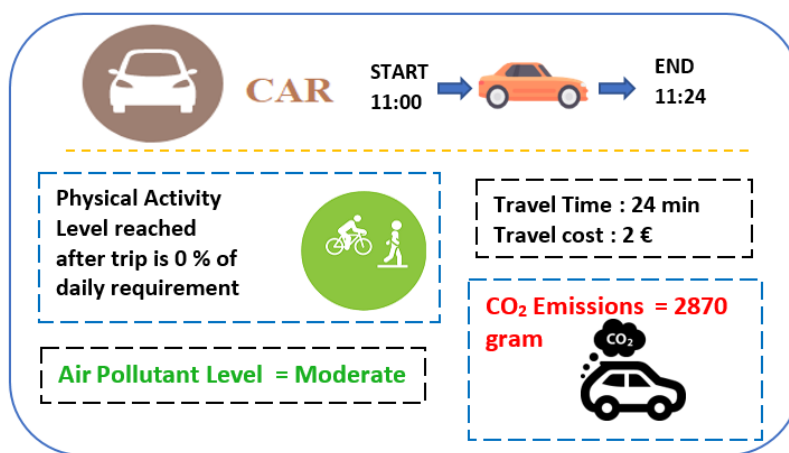 CAR
START
11:00
END
11:24
Physical Activity
Level reached
after trip is 0 % of
daily requirement
Travel Time : 24 min
Travel cost : 2 €
CO₂ Emissions = 2870
gram
CO₂
Air Pollutant Level = Moderate